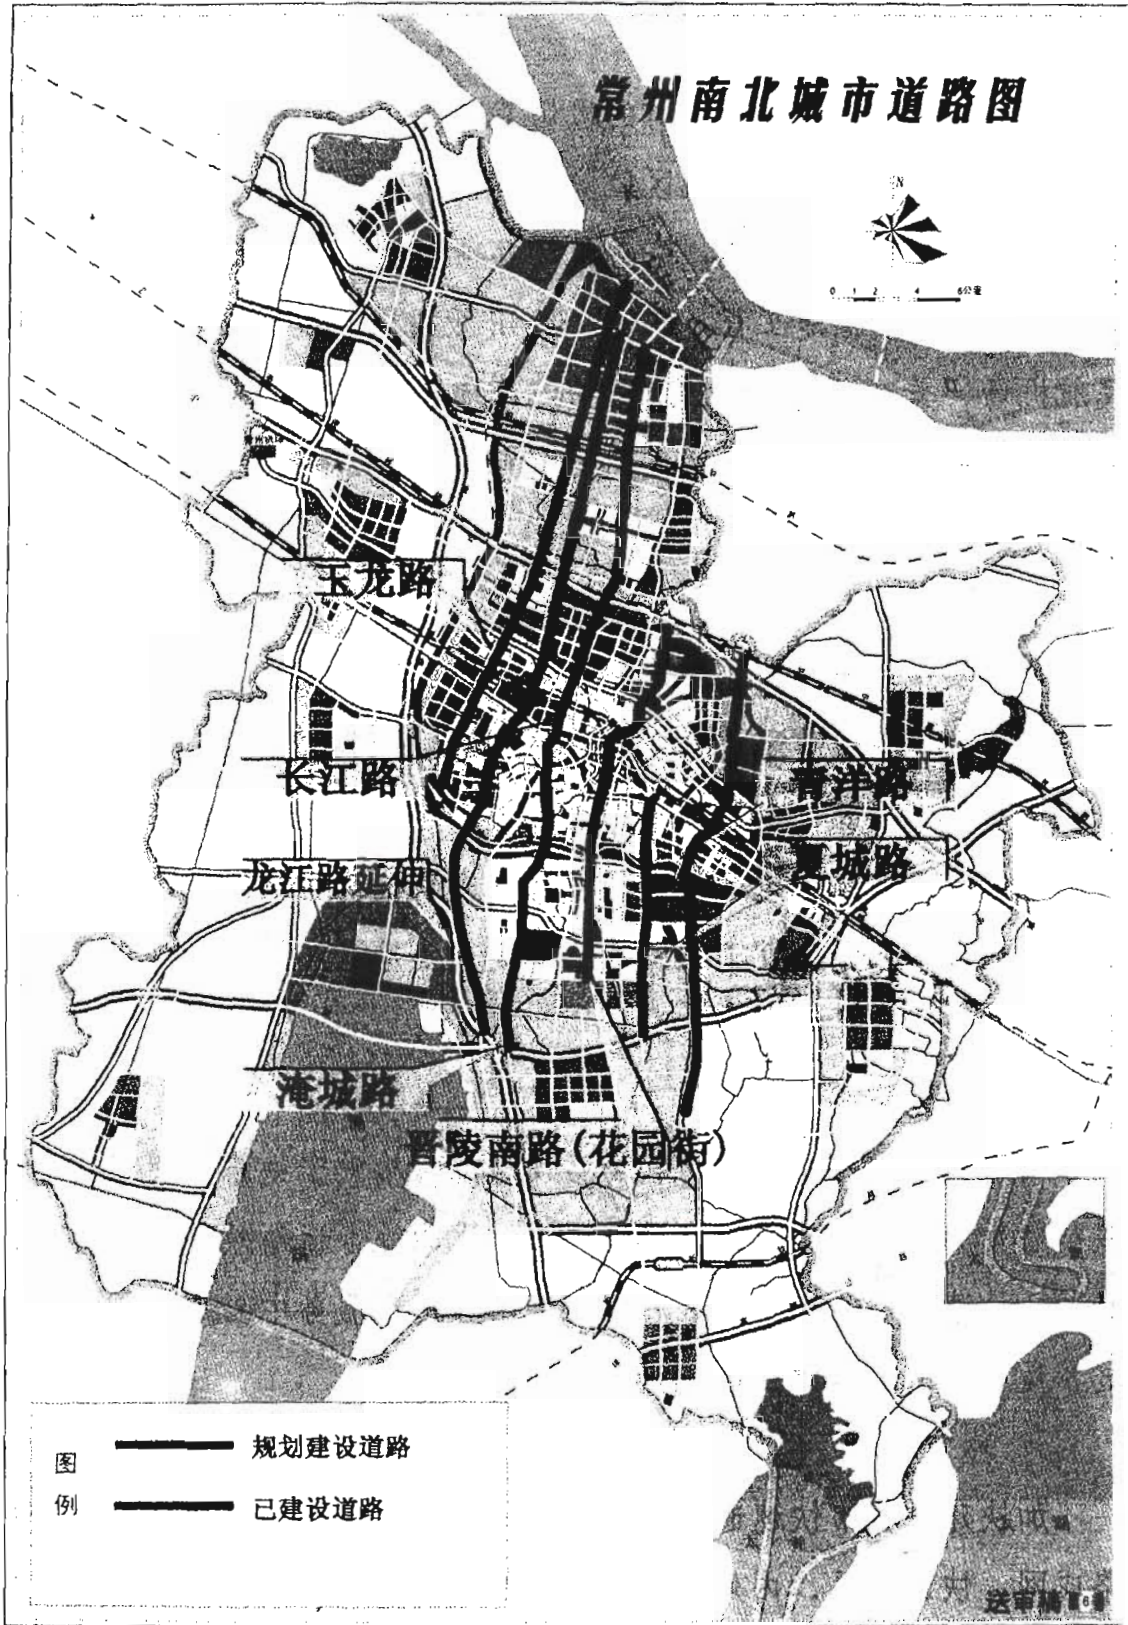 常州南北城市道路图
N
0 1 2 4 6公里
长
江
玉龙路
长江路
青洋路
龙江路延伸
夏城路
淹城路
晋陵南路(花园街)
图例
规划建设道路
已建设道路
送审稿